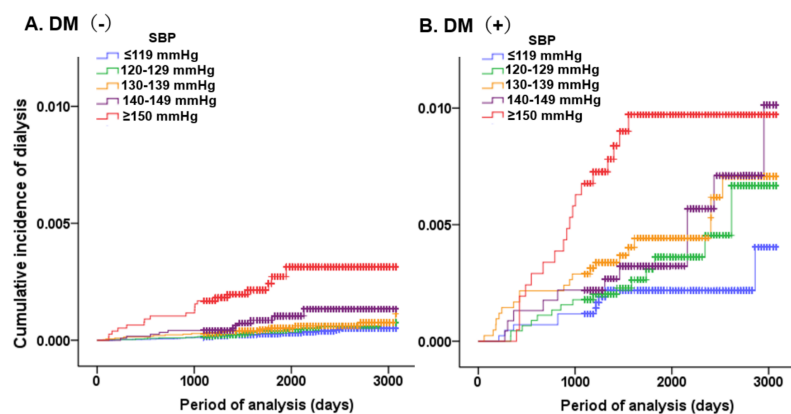 A. DM (-)
SBP
≤119 mmHg
120-129 mmHg
130-139 mmHg
140-149 mmHg
≥150 mmHg
0.010
0.005
0.000
Cumulative incidence of dialysis
0
1000
2000
3000
Period of analysis (days)
B. DM (+)
SBP
≤119 mmHg
120-129 mmHg
130-139 mmHg
140-149 mmHg
≥150 mmHg
0.010
0.005
0.000
0
1000
2000
3000
Period of analysis (days)